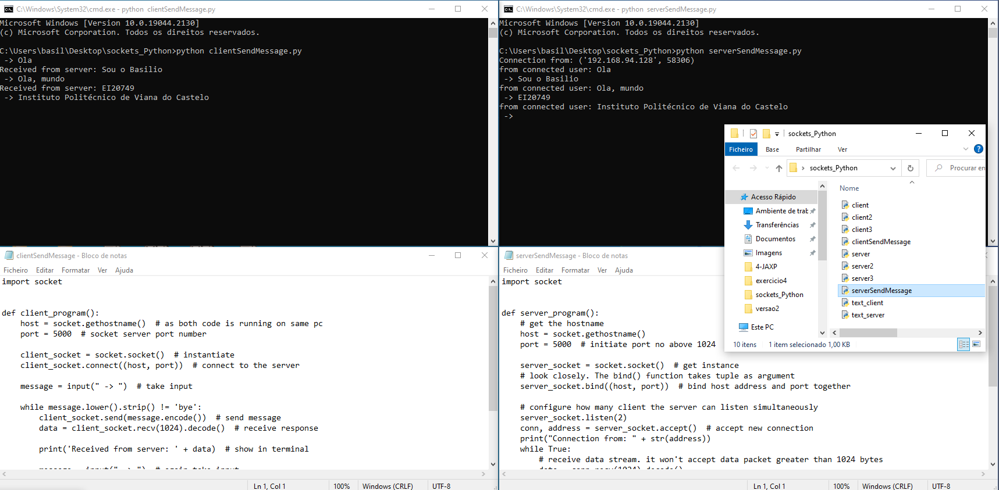 C:\Windows\System32\cmd.exe - python  clientSendMessage.py
Microsoft Windows [Version 10.0.19044.2130]
(c) Microsoft Corporation. Todos os direitos reservados.
C:\Users\basil\Desktop\sockets_Python>python clientSendMessage.py
-> Ola
Received from server: Sou o Basilio
-> Ola, mundo
Received from server: EI20749
-> Instituto Politécnico de Viana do Castelo
C:\Windows\System32\cmd.exe - python  serverSendMessage.py
Microsoft Windows [Version 10.0.19044.2130]
(c) Microsoft Corporation. Todos os direitos reservados.
C:\Users\basil\Desktop\sockets_Python>python serverSendMessage.py
Connection from: ('192.168.94.128', 58306)
from connected user: Ola
-> Sou o Basilio
from connected user: Ola, mundo
-> EI20749
from connected user: Instituto Politécnico de Viana do Castelo
->
sockets_Python
Ficheiro Base Partilhar Ver
sockets_Python
Procurar en
Nome
Acesso Rápido
Ambiente de trab
Transferências
Documentos
Imagens
4-JAXP
exercicio4
sockets_Python
versao2
Este PC
client
client2
client3
clientSendMessage
server
server2
server3
serverSendMessage
text_client
text_server
10 itens 1 item selecionado 1,00 KB
clientSendMessage - Bloco de notas
Ficheiro Editar Formatar Ver Ajuda
import socket
def client_program():
host = socket.gethostname()  # as both code is running on same pc
port = 5000  # socket server port number
client_socket = socket.socket()  # instantiate
client_socket.connect((host, port))  # connect to the server
message = input(" -> ")  # take input
while message.lower().strip() != 'bye':
client_socket.send(message.encode())  # send message
data = client_socket.recv(1024).decode()  # receive response
print('Received from server: ' + data)  # show in terminal
message = input(" -> ")  # again take input
Ln 1, Col 1 100% Windows (CRLF) UTF-8
serverSendMessage - Bloco de notas
Ficheiro Editar Formatar Ver Ajuda
import socket
def server_program():
# get the hostname
host = socket.gethostname()
port = 5000  # initiate port no above 1024
server_socket = socket.socket()  # get instance
# look closely. The bind() function takes tuple as argument
server_socket.bind((host, port))  # bind host address and port together
# configure how many client the server can listen simultaneously
server_socket.listen(2)
conn, address = server_socket.accept()  # accept new connection
print("Connection from: " + str(address))
while True:
# receive data stream. it won't accept data packet greater than 1024 bytes
data = conn.recv(1024).decode()
Ln 1, Col 1 100% Windows (CRLF) UTF-8